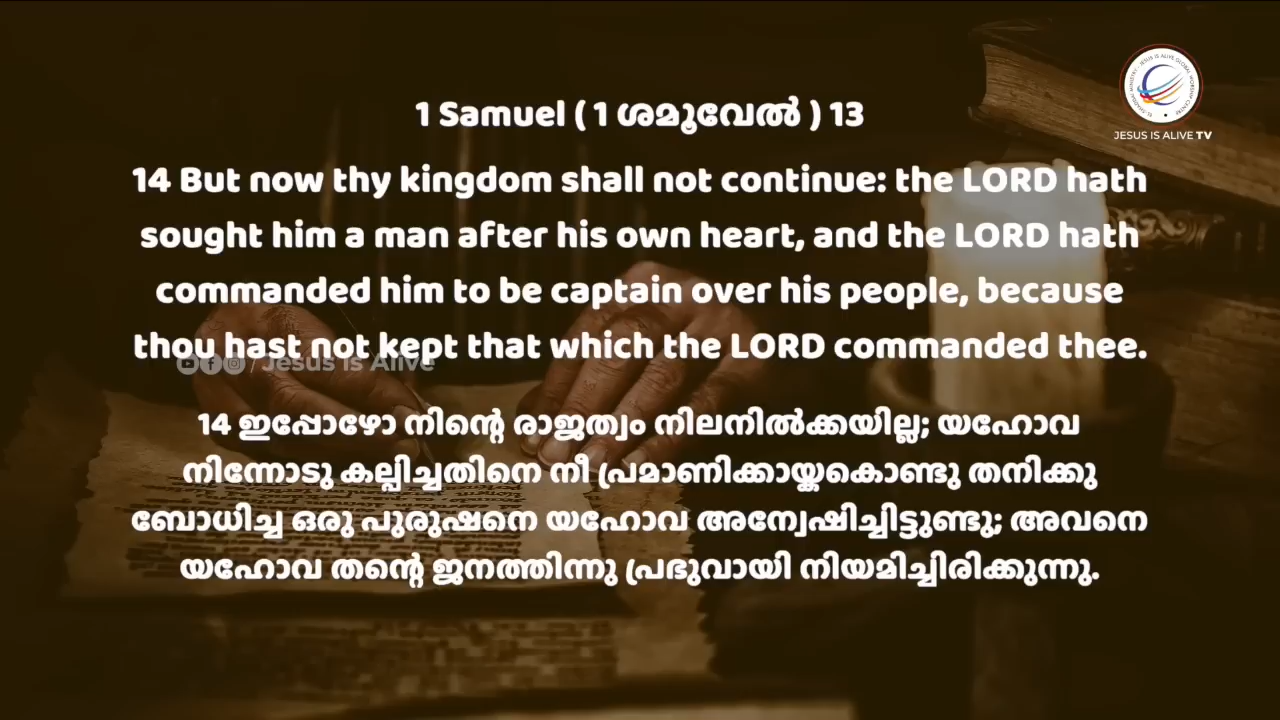 1 Samuel ( 1 ശമൂവേൽ ) 13
JESUS IS ALIVE TV
14 But now thy kingdom shall not continue: the LORD hath
sought him a man after his own heart, and the LORD hath
commanded him to be captain over his people, because
thou hast not kept that which the LORD commanded thee.
/ Jesus Is Alive
14 ഇപ്പോഴോ നിന്റെ രാജത്വം നിലനിൽക്കയില്ല; യഹോവ
നിന്നോടു കല്പിച്ചതിനെ നീ പ്രമാണിക്കായ്കകൊണ്ടു തനിക്കു
ബോധിച്ച ഒരു പുരുഷനെ യഹോവ അന്വേഷിച്ചിട്ടുണ്ടു; അവനെ
യഹോവ തന്റെ ജനത്തിന്നു പ്രഭുവായി നിയമിച്ചിരിക്കുന്നു.